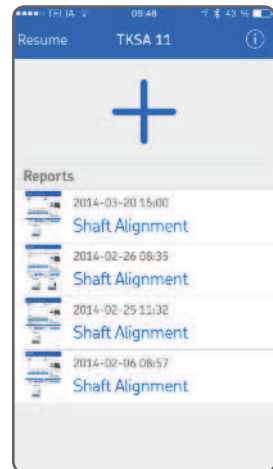 TELIA 09:48 43 %
Resume TKSA 11
Reports
2014-03-20 15:00
Shaft Alignment
2014-02-26 08:35
Shaft Alignment
2014-02-25 11:32
Shaft Alignment
2014-02-06 08:57
Shaft Alignment